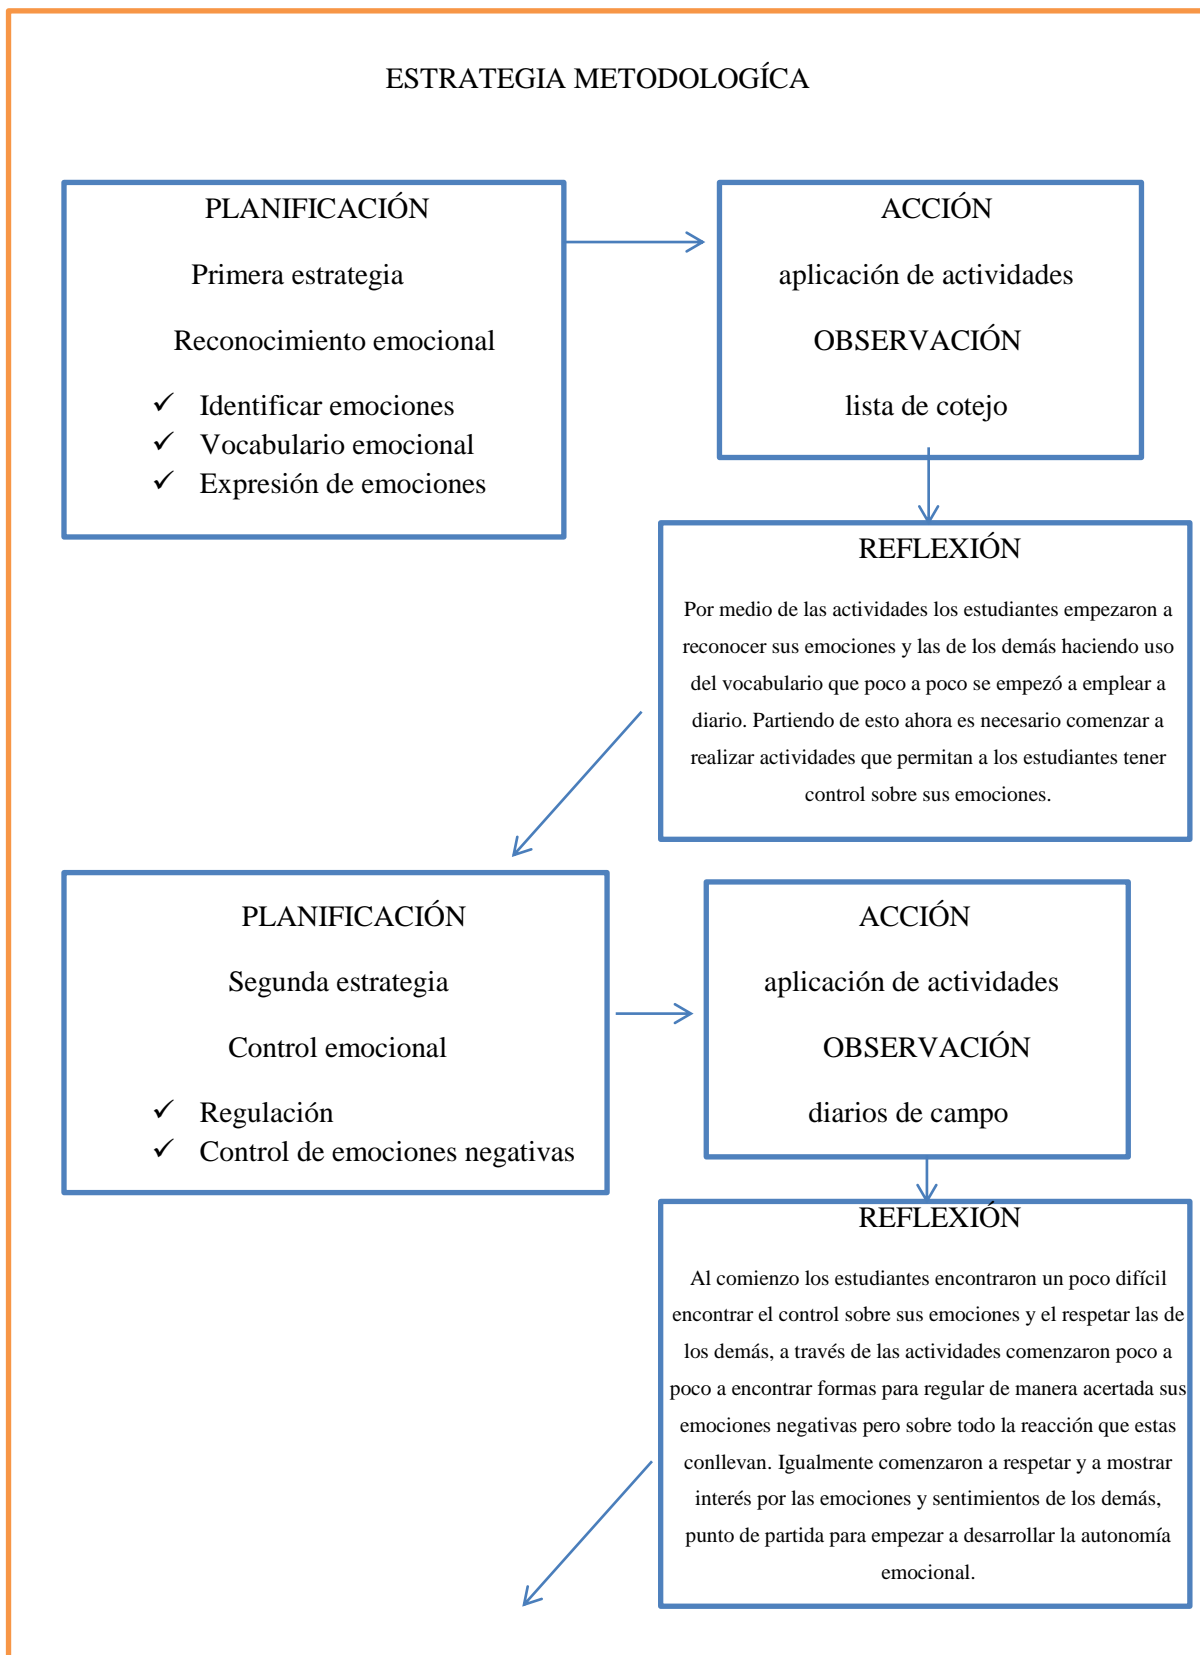 ESTRATEGIA METODOLOGÍCA
PLANIFICACIÓN
Primera estrategia
Reconocimiento emocional
✓ Identificar emociones
✓ Vocabulario emocional
✓ Expresión de emociones
ACCIÓN
aplicación de actividades
OBSERVACIÓN
lista de cotejo
REFLEXIÓN
Por medio de las actividades los estudiantes empezaron a
reconocer sus emociones y las de los demás haciendo uso
del vocabulario que poco a poco se empezó a emplear a
diario. Partiendo de esto ahora es necesario comenzar a
realizar actividades que permitan a los estudiantes tener
control sobre sus emociones.
PLANIFICACIÓN
Segunda estrategia
Control emocional
✓ Regulación
✓ Control de emociones negativas
ACCIÓN
aplicación de actividades
OBSERVACIÓN
diarios de campo
REFLEXIÓN
Al comienzo los estudiantes encontraron un poco difícil
encontrar el control sobre sus emociones y el respetar las de
los demás, a través de las actividades comenzaron poco a
poco a encontrar formas para regular de manera acertada sus
emociones negativas pero sobre todo la reacción que estas
conllevan. Igualmente comenzaron a respetar y a mostrar
interés por las emociones y sentimientos de los demás,
punto de partida para empezar a desarrollar la autonomía
emocional.